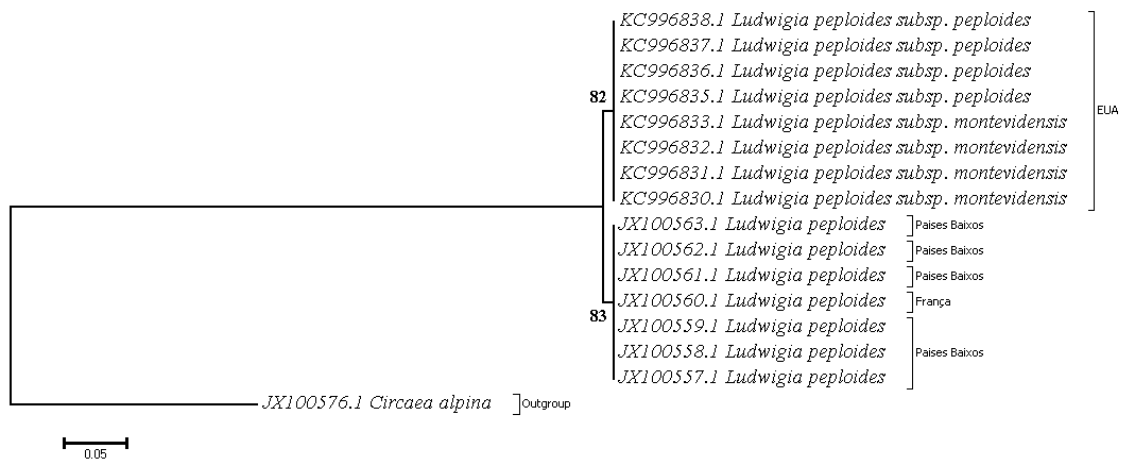 KC996838.1 Ludwigia peploides subsp. peploides
KC996837.1 Ludwigia peploides subsp. peploides
KC996836.1 Ludwigia peploides subsp. peploides
82 KC996835.1 Ludwigia peploides subsp. peploides
EUA
KC996833.1 Ludwigia peploides subsp. montevidensis
KC996832.1 Ludwigia peploides subsp. montevidensis
KC996831.1 Ludwigia peploides subsp. montevidensis
KC996830.1 Ludwigia peploides subsp. montevidensis
JX100563.1 Ludwigia peploides Paises Baixos
JX100562.1 Ludwigia peploides Paises Baixos
JX100561.1 Ludwigia peploides Paises Baixos
JX100560.1 Ludwigia peploides França
83
JX100559.1 Ludwigia peploides
JX100558.1 Ludwigia peploides Paises Baixos
JX100557.1 Ludwigia peploides
JX100576.1 Circaea alpina Outgroup
0.05